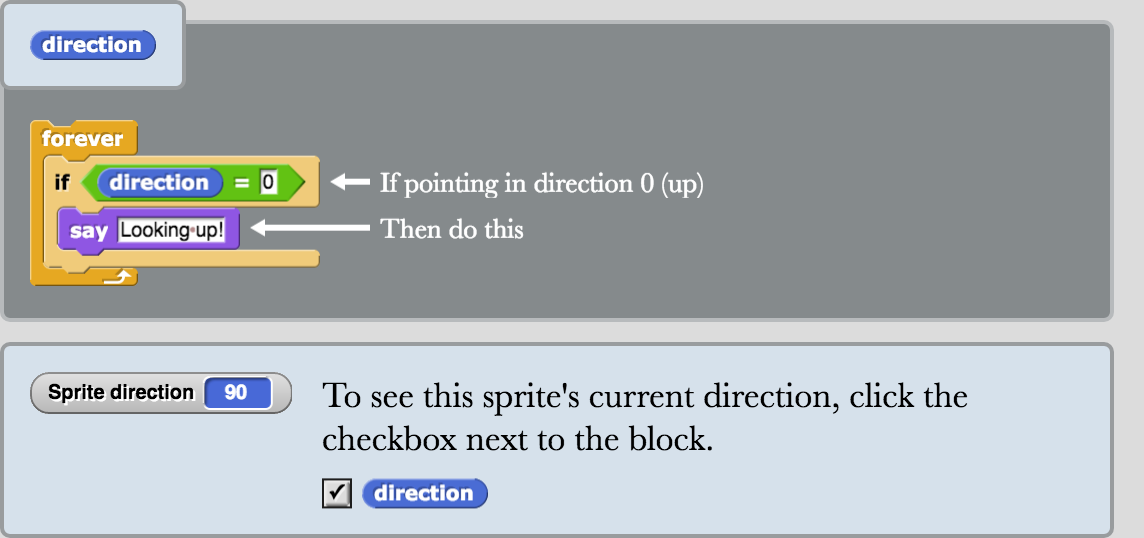 direction
forever
if direction = 0
If pointing in direction 0 (up)
say Looking up!
Then do this
Sprite direction 90
To see this sprite's current direction, click the
checkbox next to the block.
direction